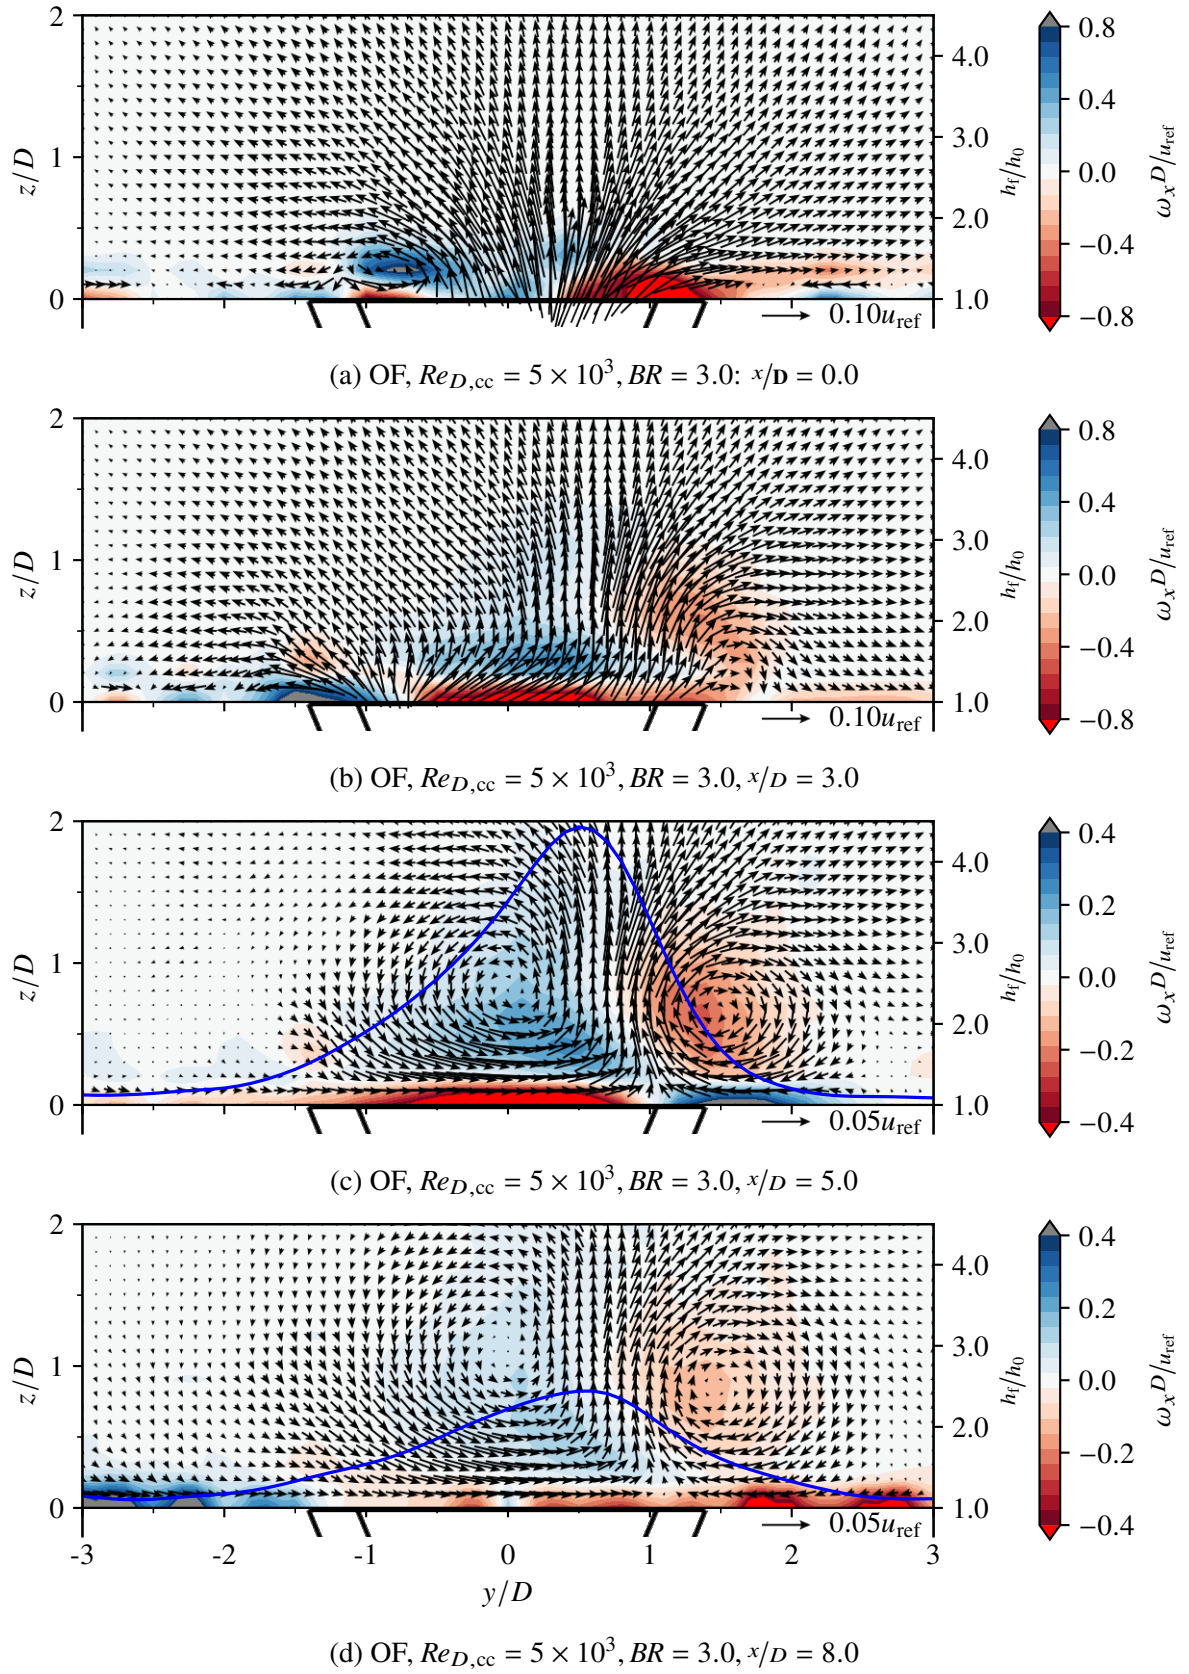 2
1
0
z/D
4.0
3.0
2.0
1.0
h_f/h_0
0.8
0.4
0.0
−0.4
−0.8
ω_x D/u_ref
0.10u_ref
(a) OF, Re_{D,cc} = 5 × 10^3, BR = 3.0: x/D = 0.0
2
1
0
z/D
4.0
3.0
2.0
1.0
h_f/h_0
0.8
0.4
0.0
−0.4
−0.8
ω_x D/u_ref
0.10u_ref
(b) OF, Re_{D,cc} = 5 × 10^3, BR = 3.0, x/D = 3.0
2
1
0
z/D
4.0
3.0
2.0
1.0
h_f/h_0
0.4
0.2
0.0
−0.2
−0.4
ω_x D/u_ref
0.05u_ref
(c) OF, Re_{D,cc} = 5 × 10^3, BR = 3.0, x/D = 5.0
2
1
0
z/D
4.0
3.0
2.0
1.0
h_f/h_0
0.4
0.2
0.0
−0.2
−0.4
ω_x D/u_ref
0.05u_ref
-3 -2 -1 0 1 2 3
y/D
(d) OF, Re_{D,cc} = 5 × 10^3, BR = 3.0, x/D = 8.0